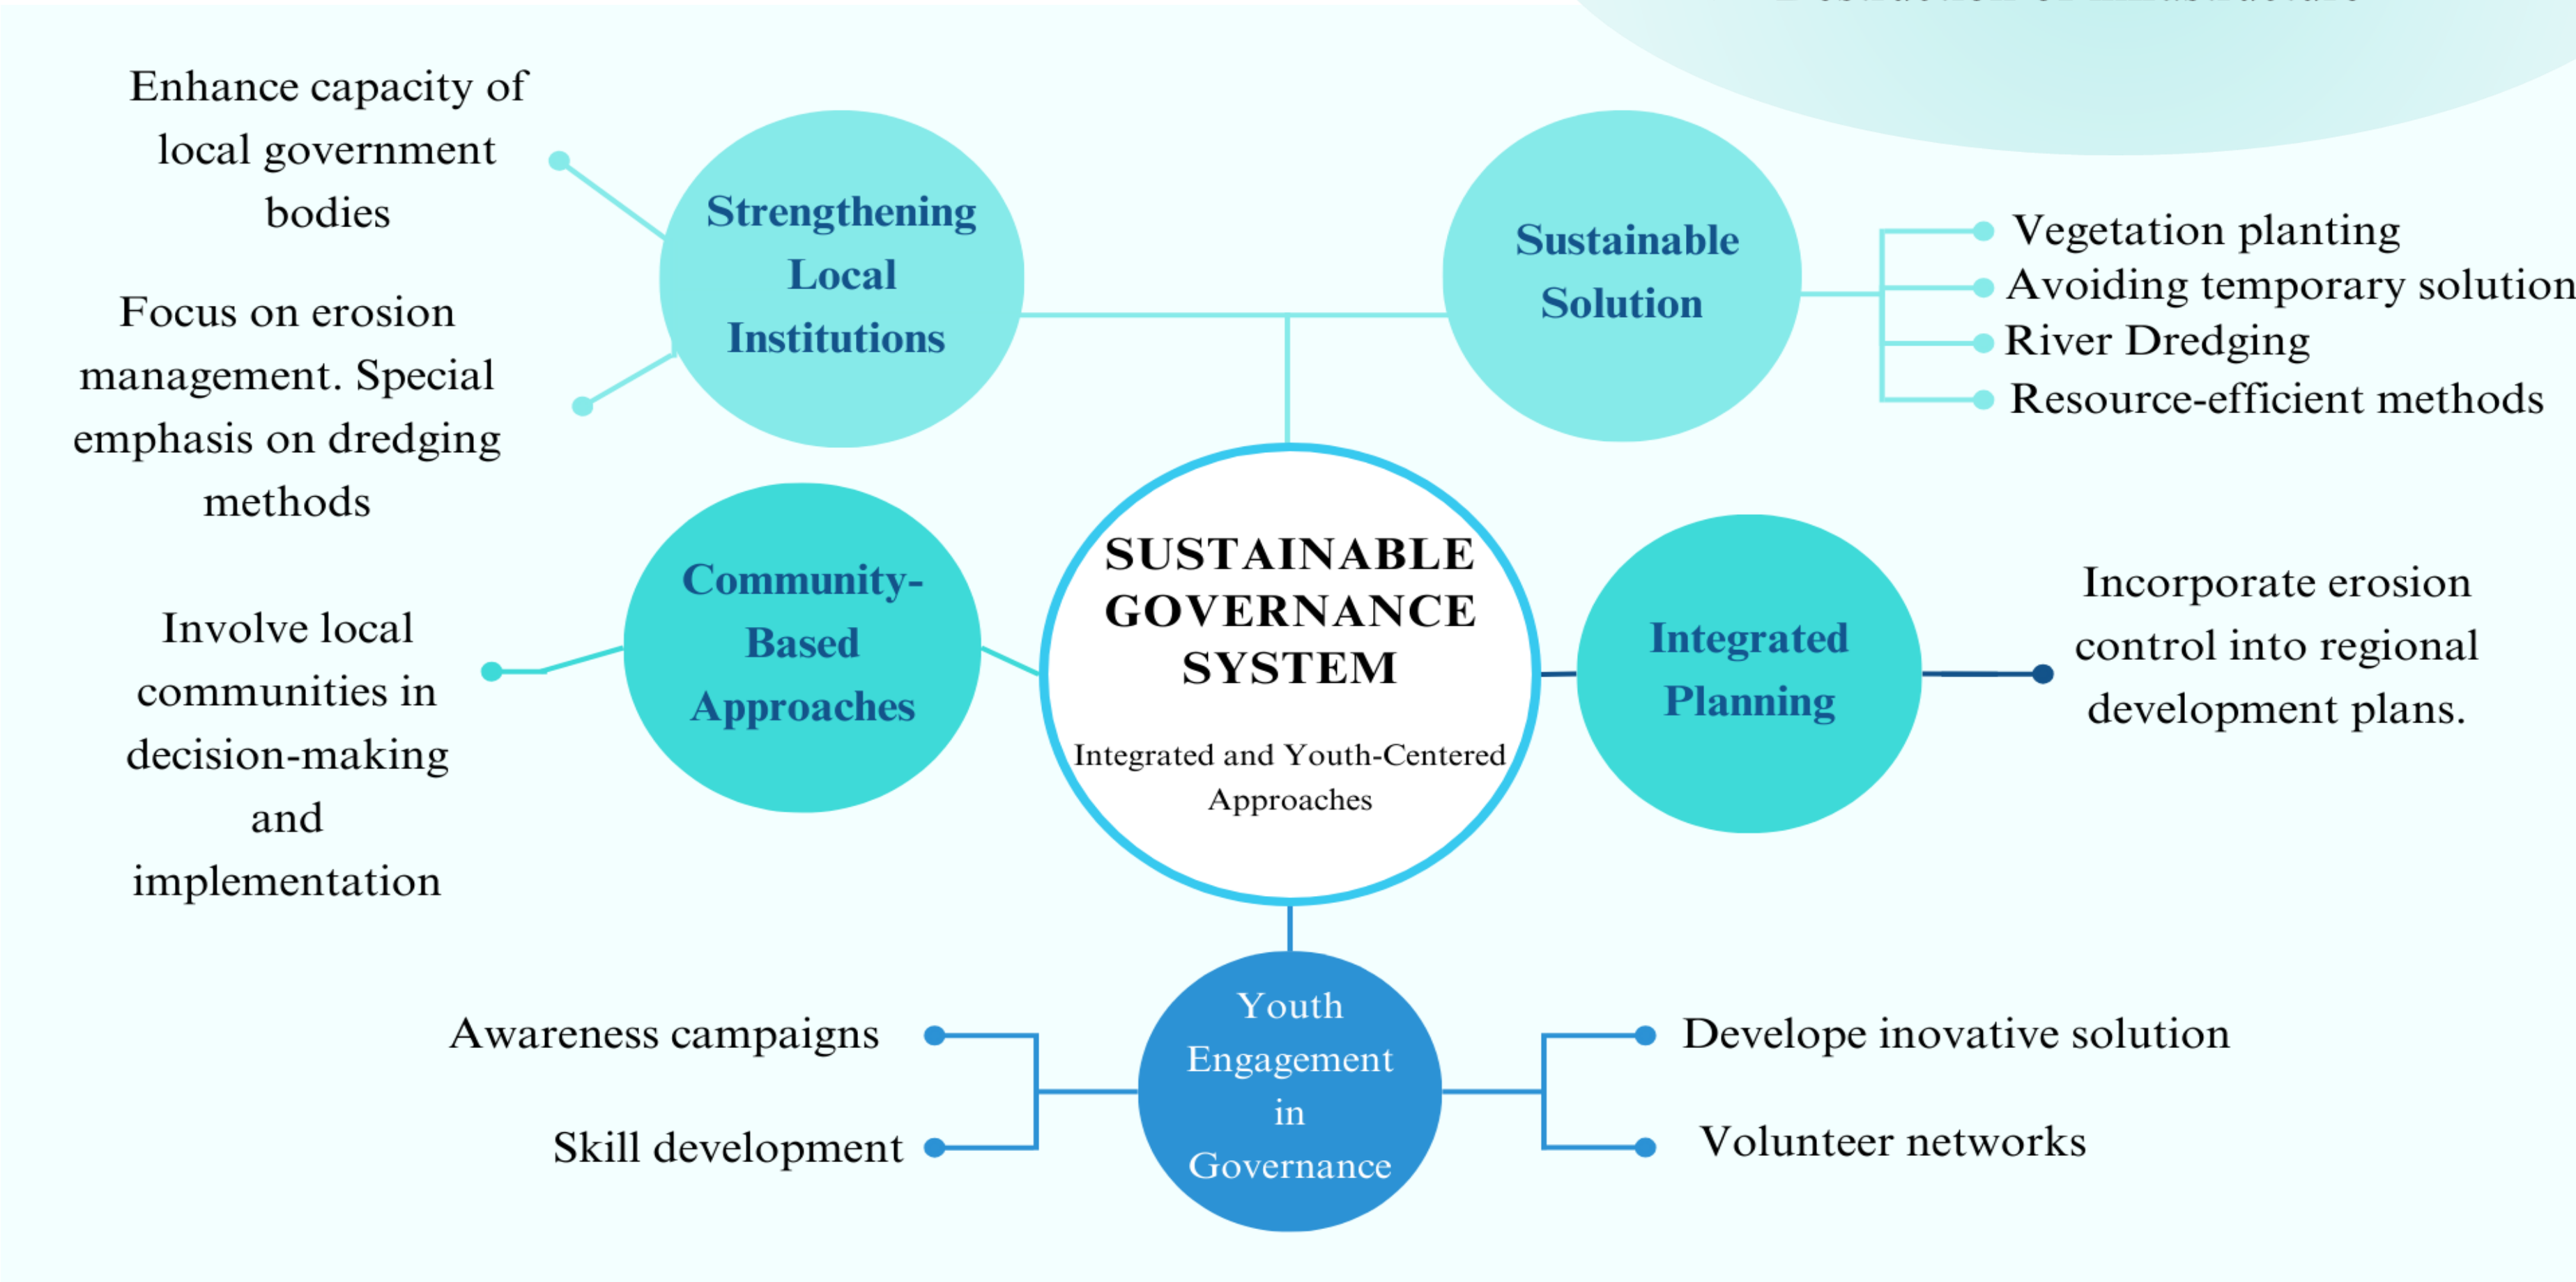 Enhance capacity of
local government
bodies
Focus on erosion
management. Special
emphasis on dredging
methods
Strengthening
Local
Institutions
Sustainable
Solution
Vegetation planting
Avoiding temporary solution
River Dredging
Resource-efficient methods
Community-
Based
Approaches
Involve local
communities in
decision-making
and
implementation
SUSTAINABLE
GOVERNANCE
SYSTEM
Integrated and Youth-Centered
Approaches
Integrated
Planning
Incorporate erosion
control into regional
development plans.
Youth
Engagement
in
Governance
Awareness campaigns
Skill development
Develope inovative solution
Volunteer networks